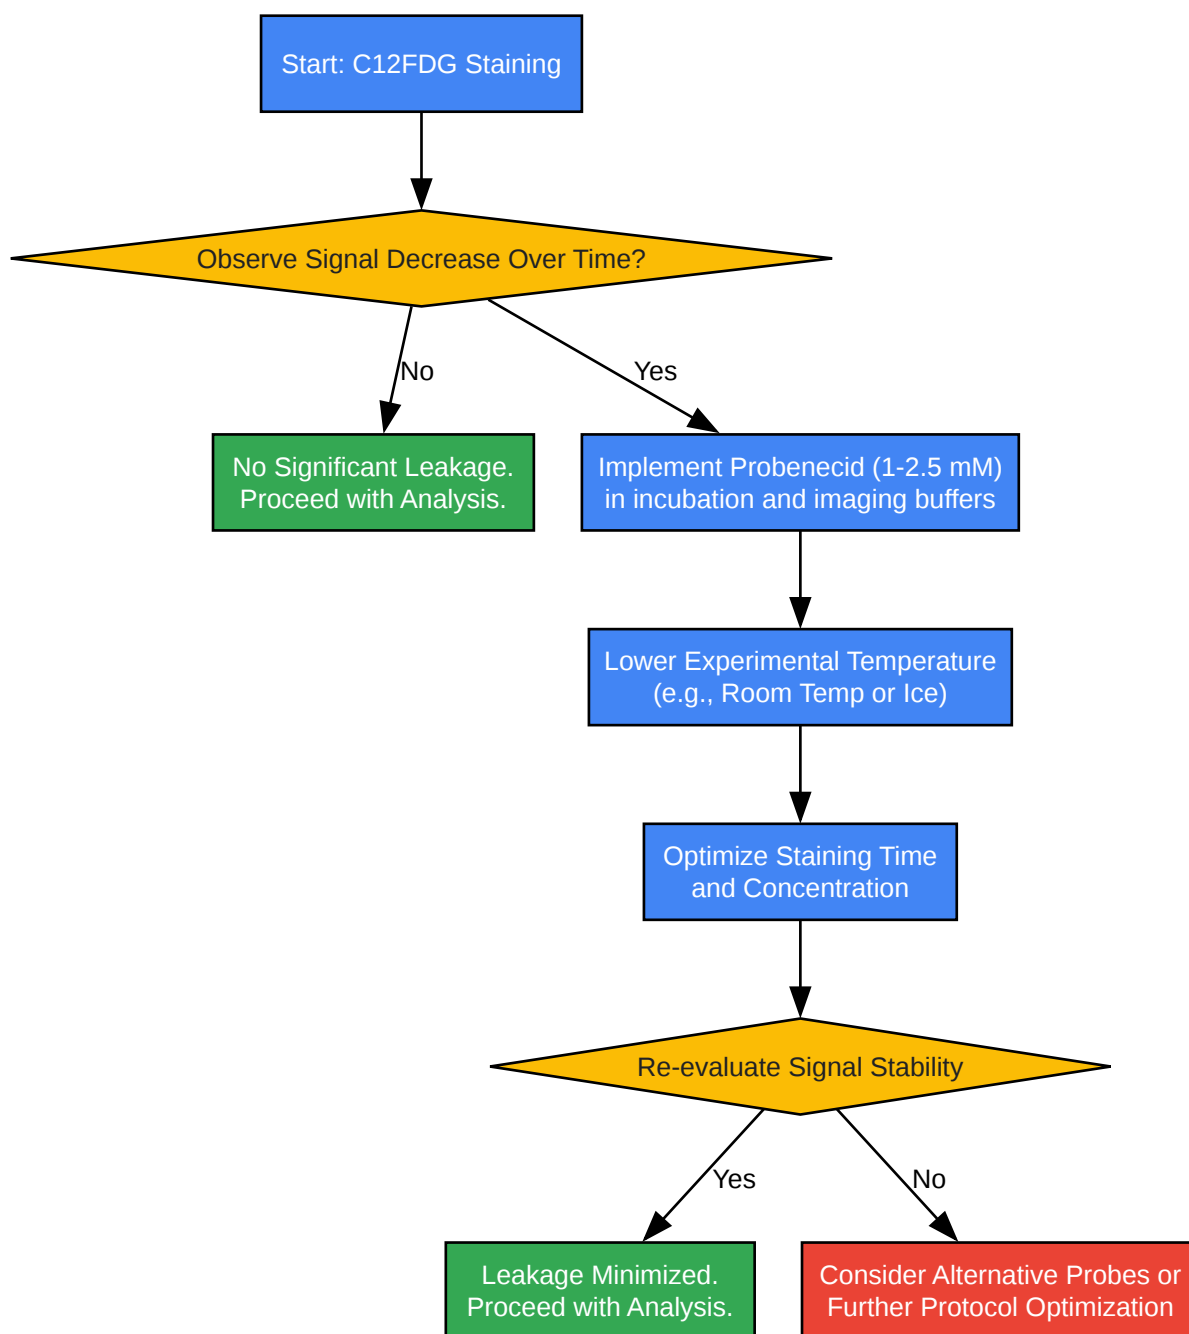 Start: C12FDG Staining
Observe Signal Decrease Over Time?
No
Yes
No Significant Leakage.
Proceed with Analysis.
Implement Probenecid (1-2.5 mM)
in incubation and imaging buffers
Lower Experimental Temperature
(e.g., Room Temp or Ice)
Optimize Staining Time
and Concentration
Re-evaluate Signal Stability
Yes
No
Leakage Minimized.
Proceed with Analysis.
Consider Alternative Probes or
Further Protocol Optimization